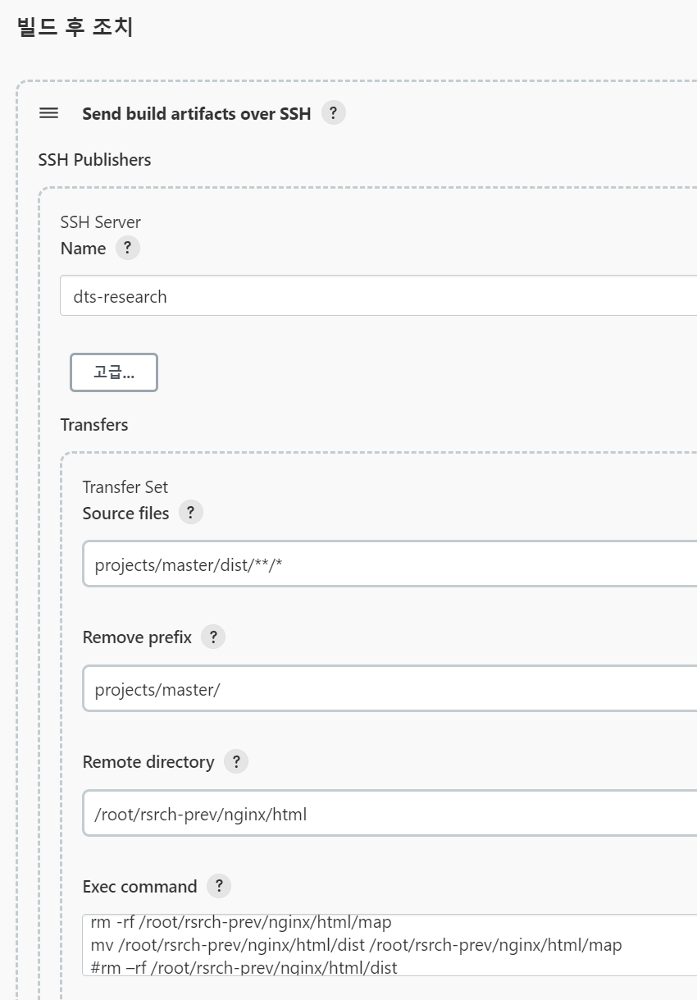 빌드 후 조치
Send build artifacts over SSH ?
SSH Publishers
SSH Server
Name ?
dts-research
고급...
Transfers
Transfer Set
Source files ?
projects/master/dist/**/*
Remove prefix ?
projects/master/
Remote directory ?
/root/rsrch-prev/nginx/html
Exec command ?
rm -rf /root/rsrch-prev/nginx/html/map
mv /root/rsrch-prev/nginx/html/dist /root/rsrch-prev/nginx/html/map
#rm –rf /root/rsrch-prev/nginx/html/dist